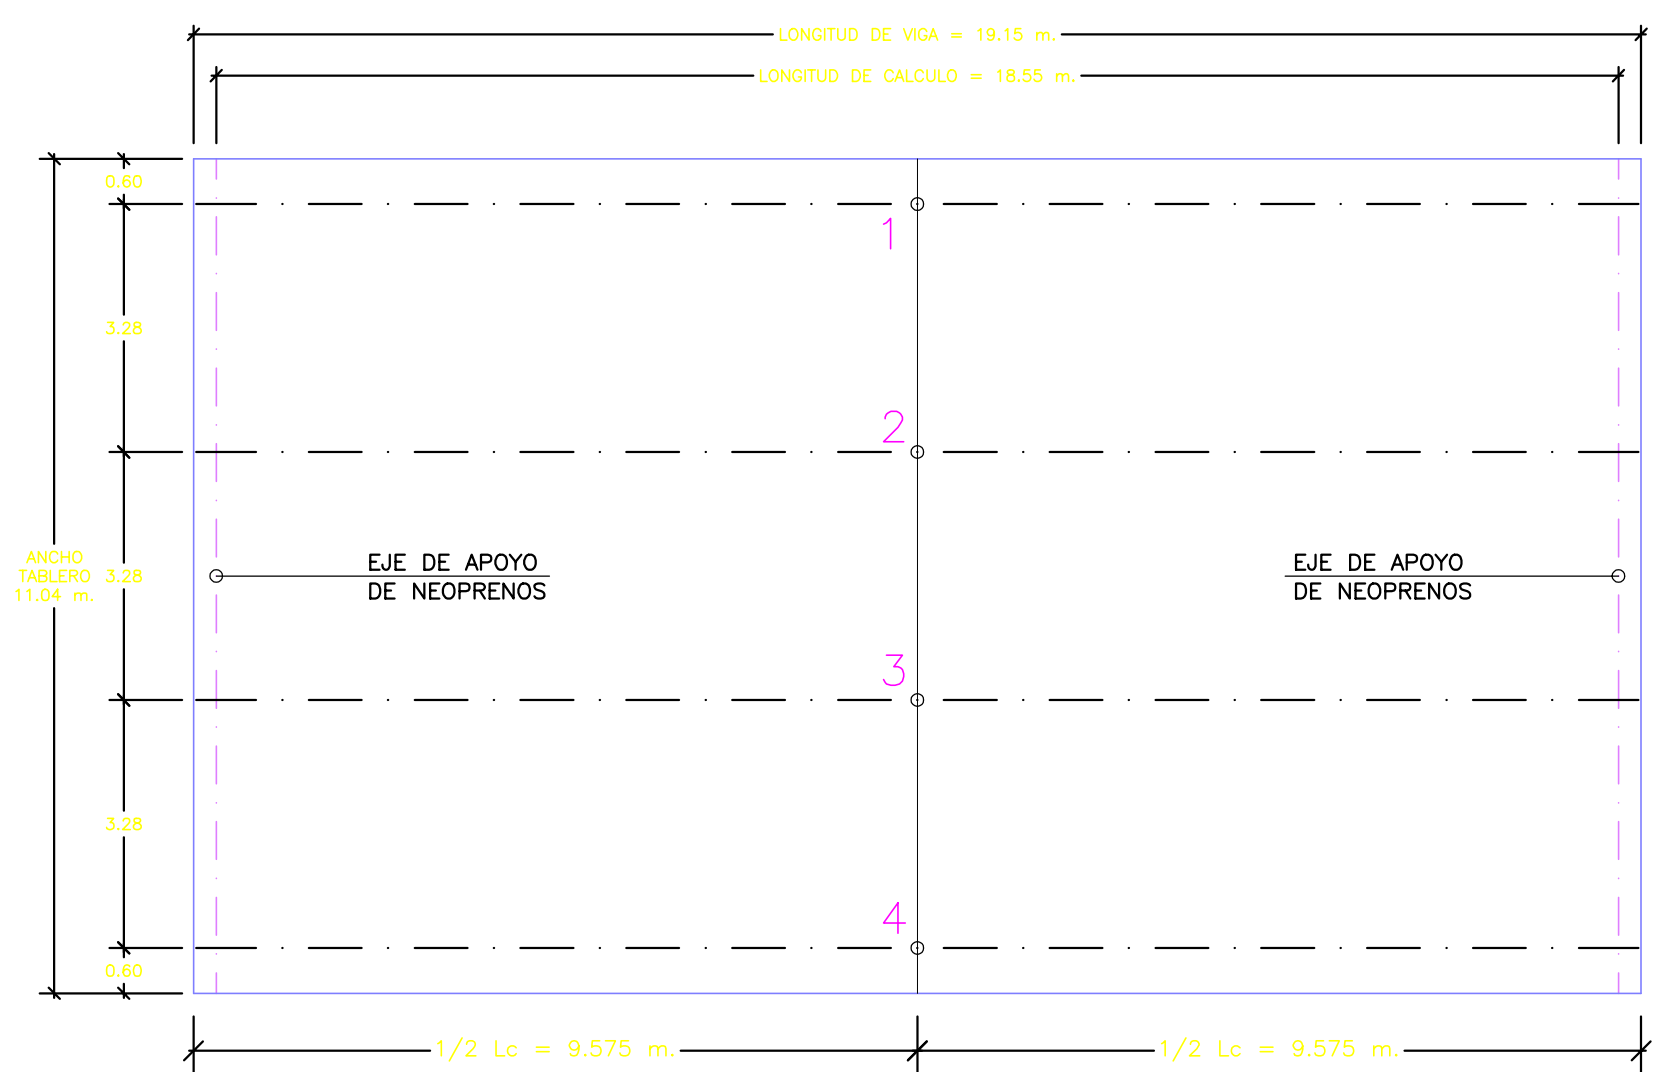 LONGITUD DE VIGA = 19.15 m.
LONGITUD DE CALCULO = 18.55 m.
0.60
1
3.28
2
ANCHO
TABLERO
11.04 m.
3.28
EJE DE APOYO
DE NEOPRENOS
EJE DE APOYO
DE NEOPRENOS
3
3.28
4
0.60
1/2 Lc = 9.575 m.
1/2 Lc = 9.575 m.